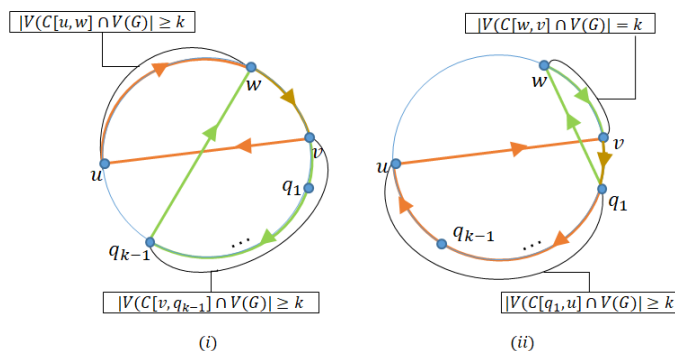 |V(C[u, w] ∩ V(G)| ≥ k
|V(C[w, v] ∩ V(G)| = k
w
w
v
v
u
u
q₁
q₁
qₖ₋₁
qₖ₋₁
...
...
|V(C[v, qₖ₋₁] ∩ V(G)| ≥ k
|V(C[q₁, u] ∩ V(G)| ≥ k
(i)
(ii)